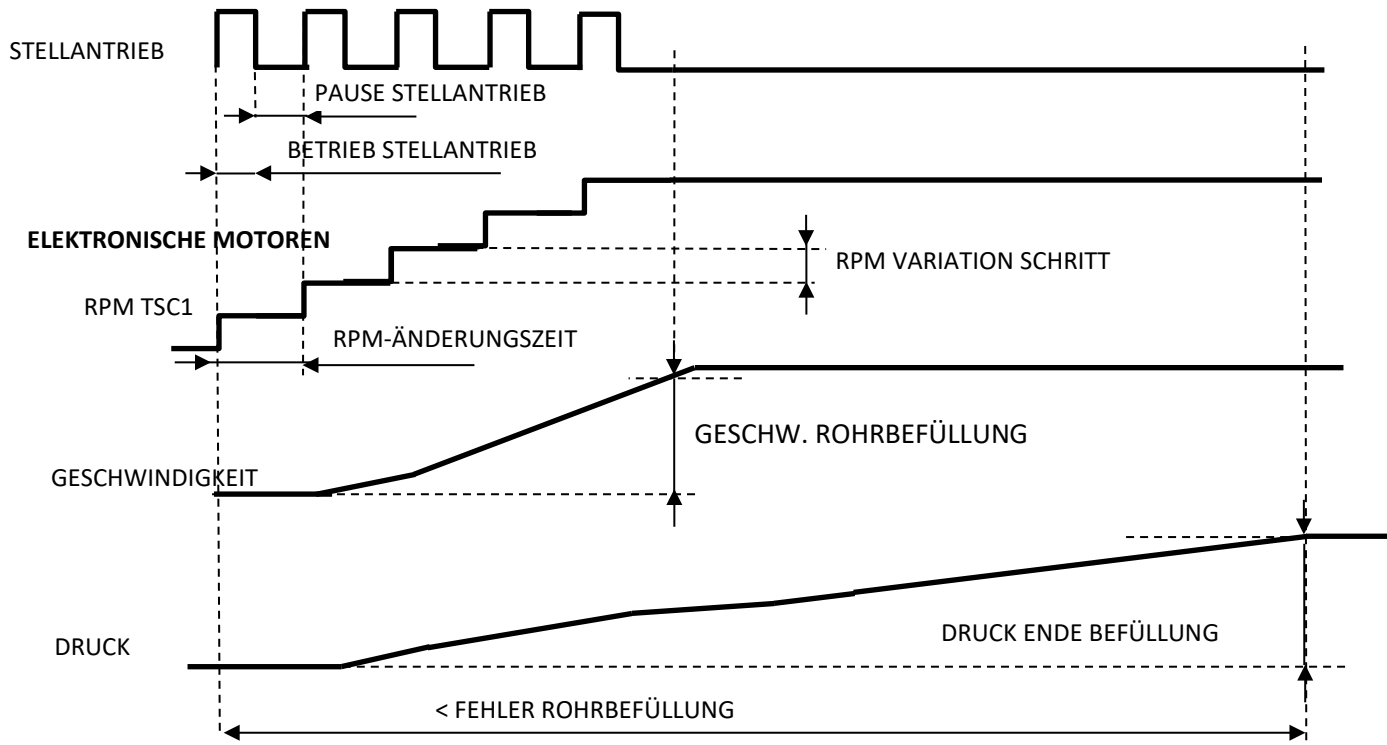 STELLANTRIEB
PAUSE STELLANTRIEB
BETRIEB STELLANTRIEB
ELEKTRONISCHE MOTOREN
RPM VARIATION SCHRITT
RPM TSC1
RPM-ÄNDERUNGSZEIT
GESCHW. ROHRBEFÜLLUNG
GESCHWINDIGKEIT
DRUCK ENDE BEFÜLLUNG
DRUCK
< FEHLER ROHRBEFÜLLUNG